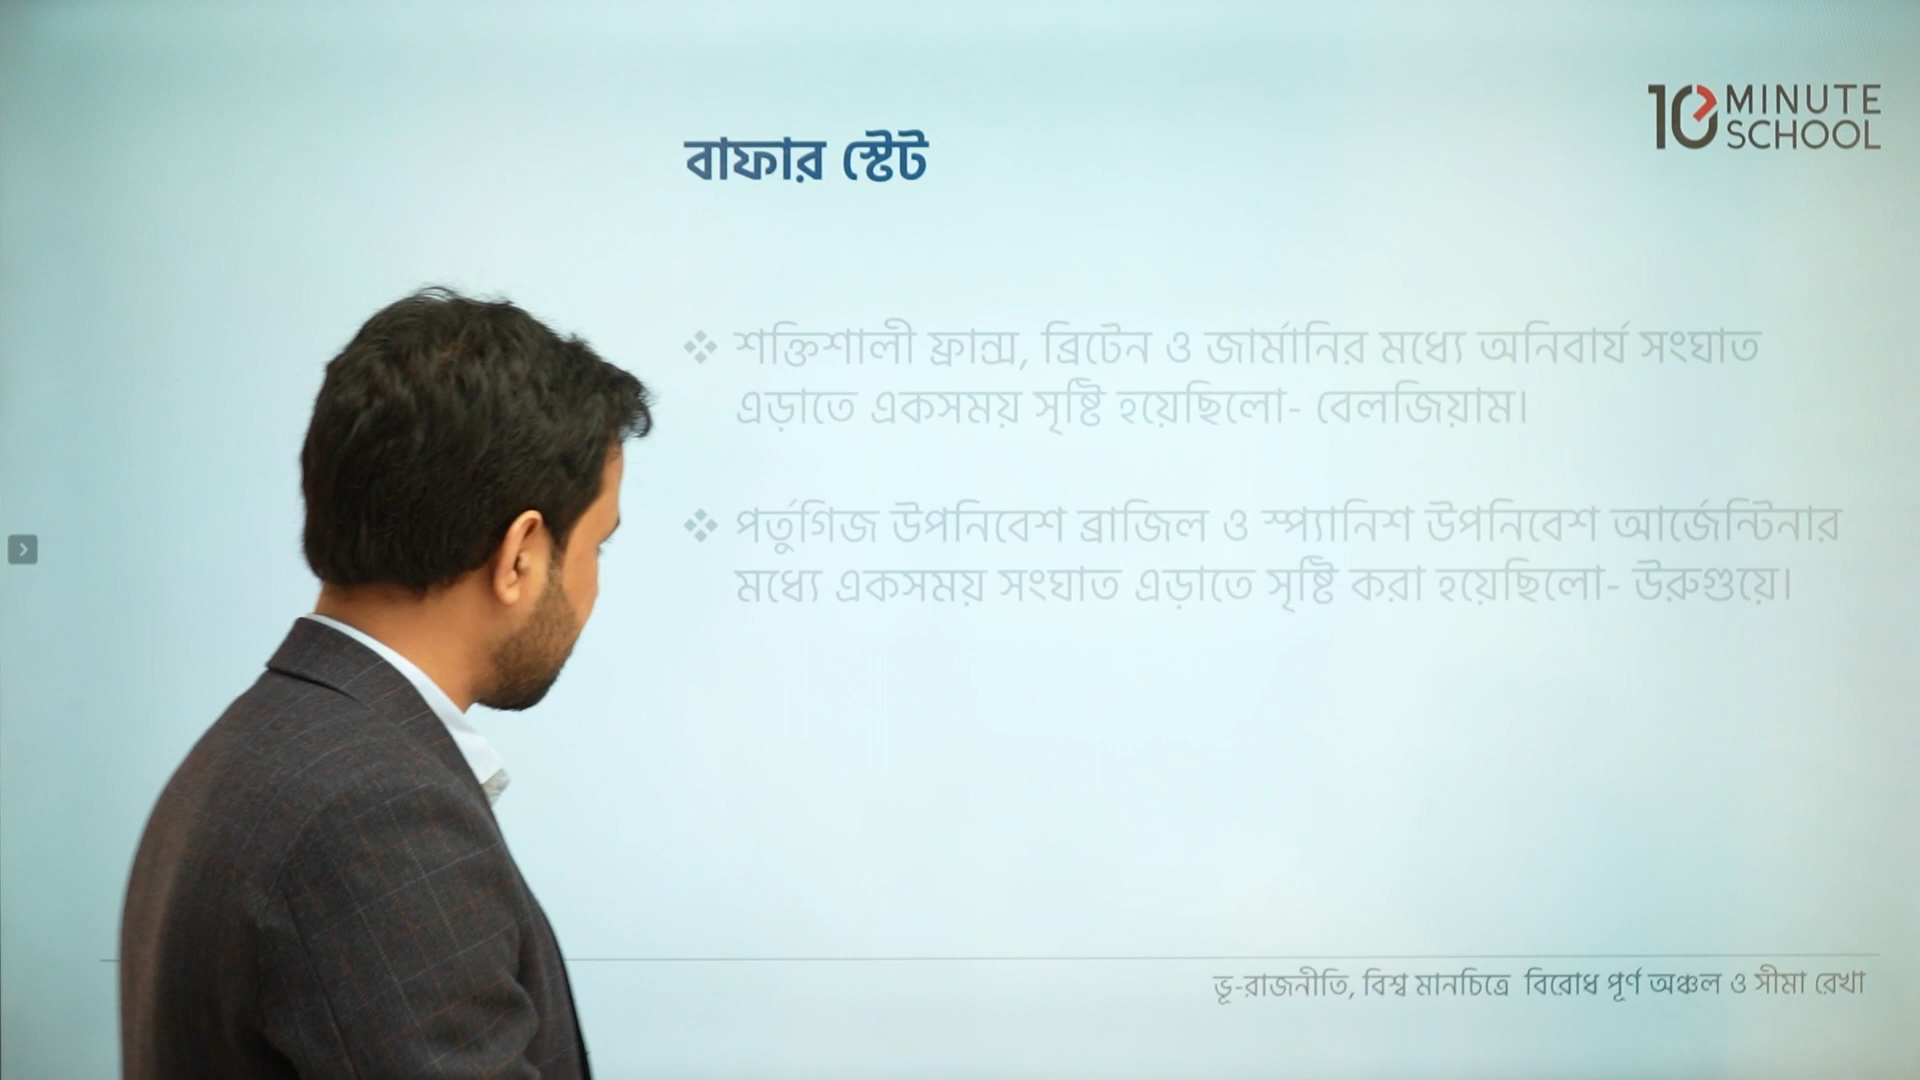 10 MINUTE
SCHOOL
বাফার স্টেট
❖ শক্তিশালী ফ্রান্স, ব্রিটেন ও জার্মানির মধ্যে অনিবার্য সংঘাত
এড়াতে একসময় সৃষ্টি হয়েছিলো- বেলজিয়াম।
❖ পর্তুগিজ উপনিবেশ ব্রাজিল ও স্প্যানিশ উপনিবেশ আর্জেন্টিনার
মধ্যে একসময় সংঘাত এড়াতে সৃষ্টি করা হয়েছিলো- উরুগুয়ে।
ভূ-রাজনীতি, বিশ্ব মানচিত্রে বিরোধ পূর্ণ অঞ্চল ও সীমা রেখা